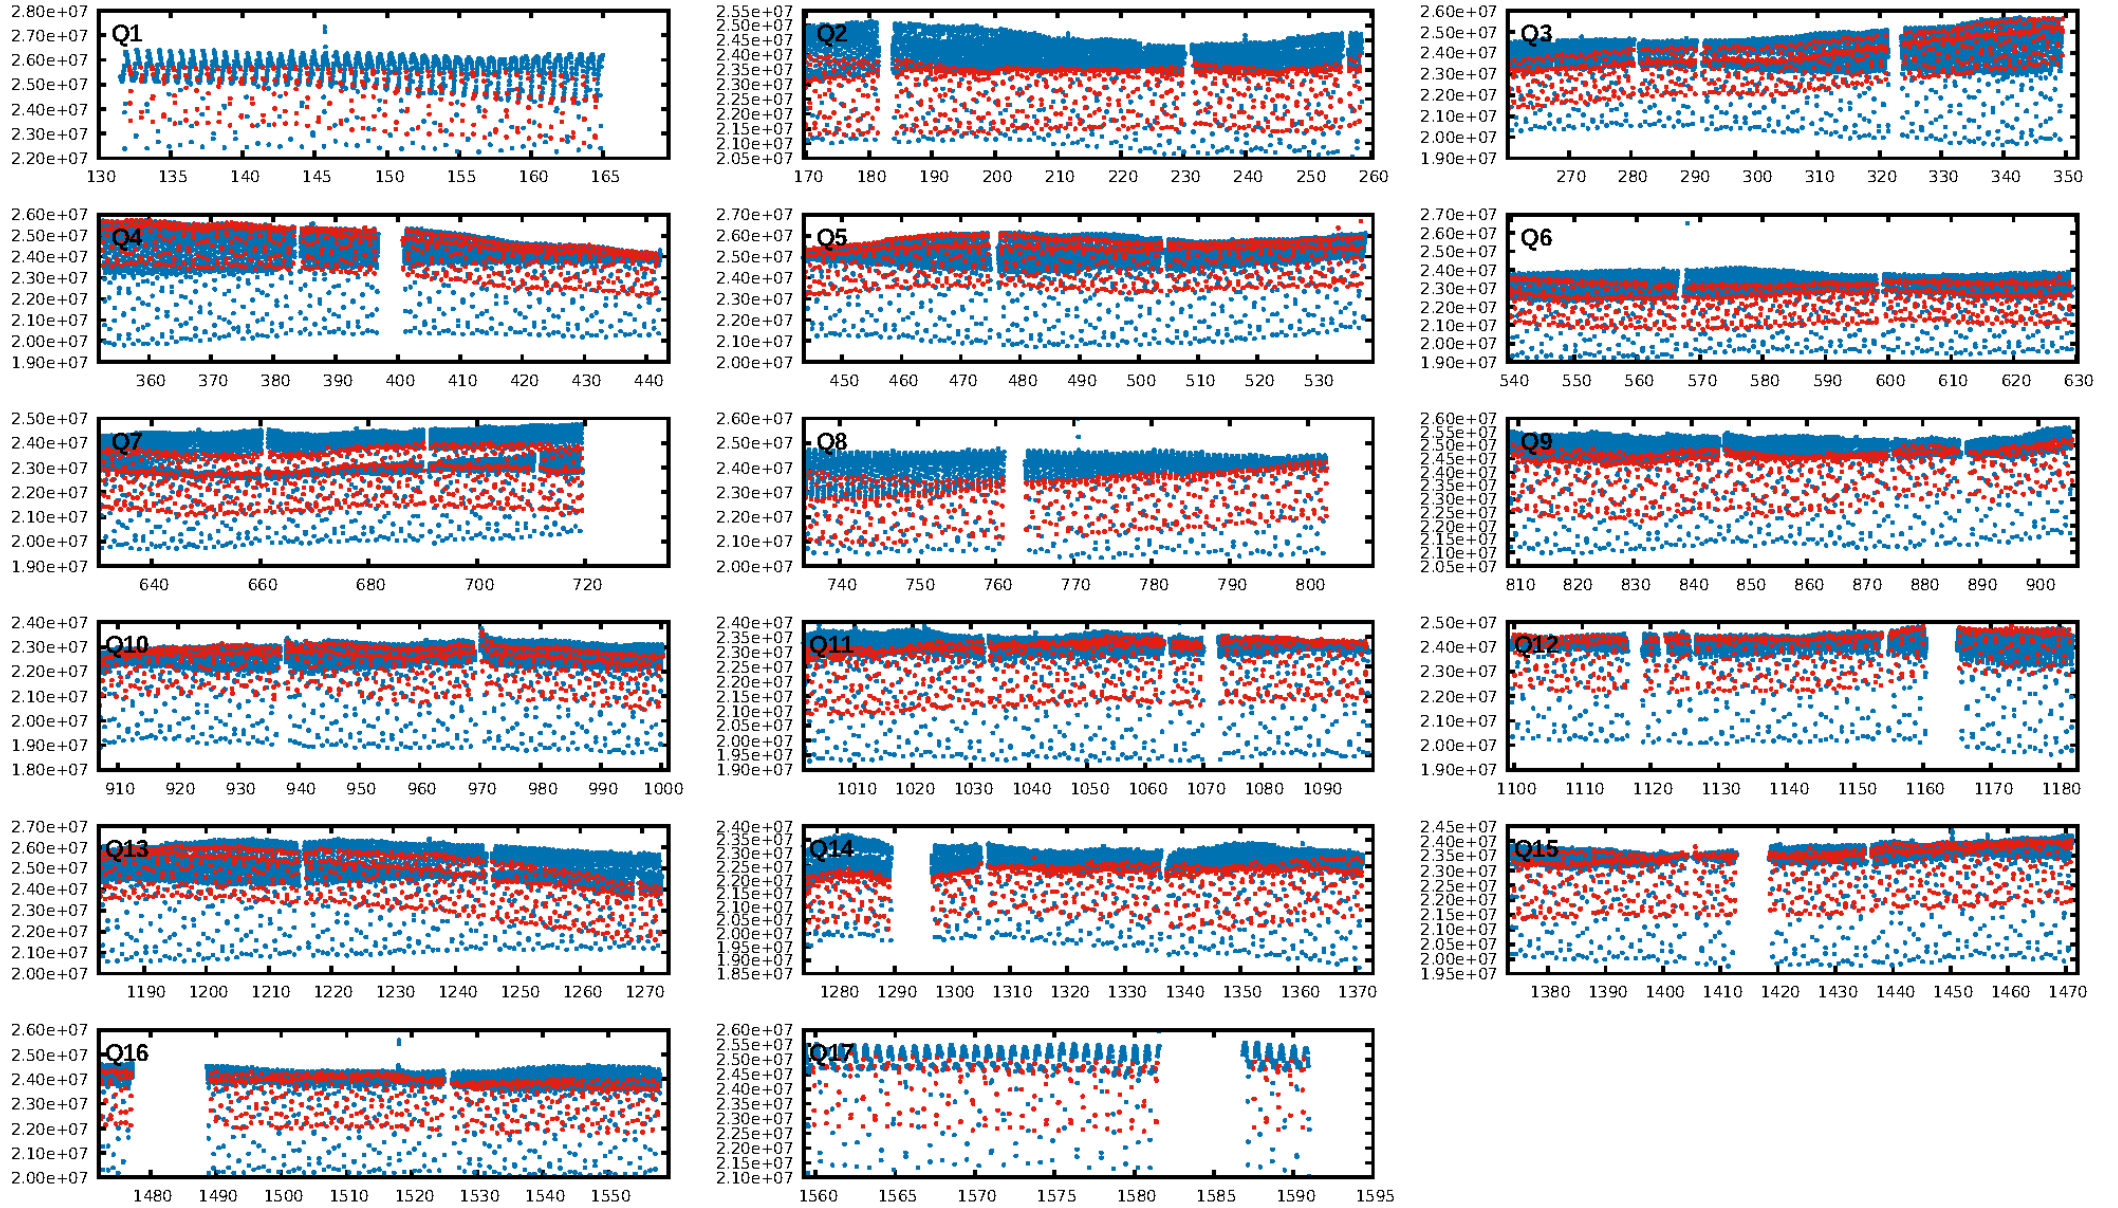 Q1
2.80e+07
2.70e+07
2.60e+07
2.50e+07
2.40e+07
2.30e+07
2.20e+07
130 135 140 145 150 155 160 165
Q2
2.55e+07
2.50e+07
2.45e+07
2.40e+07
2.35e+07
2.30e+07
2.25e+07
2.20e+07
2.15e+07
2.10e+07
2.05e+07
170 180 190 200 210 220 230 240 250 260
Q3
2.60e+07
2.50e+07
2.40e+07
2.30e+07
2.20e+07
2.10e+07
2.00e+07
1.90e+07
270 280 290 300 310 320 330 340 350
Q4
2.60e+07
2.50e+07
2.40e+07
2.30e+07
2.20e+07
2.10e+07
2.00e+07
1.90e+07
360 370 380 390 400 410 420 430 440
Q5
2.70e+07
2.60e+07
2.50e+07
2.40e+07
2.30e+07
2.20e+07
2.10e+07
2.00e+07
450 460 470 480 490 500 510 520 530
Q6
2.70e+07
2.60e+07
2.50e+07
2.40e+07
2.30e+07
2.20e+07
2.10e+07
2.00e+07
1.90e+07
540 550 560 570 580 590 600 610 620 630
Q7
2.50e+07
2.40e+07
2.30e+07
2.20e+07
2.10e+07
2.00e+07
1.90e+07
640 660 680 700 720
Q8
2.60e+07
2.50e+07
2.40e+07
2.30e+07
2.20e+07
2.10e+07
2.00e+07
740 750 760 770 780 790 800
Q9
2.60e+07
2.55e+07
2.50e+07
2.45e+07
2.40e+07
2.35e+07
2.30e+07
2.25e+07
2.20e+07
2.15e+07
2.10e+07
2.05e+07
810 820 830 840 850 860 870 880 890 900
Q10
2.40e+07
2.30e+07
2.20e+07
2.10e+07
2.00e+07
1.90e+07
1.80e+07
910 920 930 940 950 960 970 980 990 1000
Q11
2.40e+07
2.35e+07
2.30e+07
2.25e+07
2.20e+07
2.15e+07
2.10e+07
2.05e+07
2.00e+07
1.95e+07
1.90e+07
1010 1020 1030 1040 1050 1060 1070 1080 1090
Q12
2.50e+07
2.40e+07
2.30e+07
2.20e+07
2.10e+07
2.00e+07
1.90e+07
1100 1110 1120 1130 1140 1150 1160 1170 1180
Q13
2.70e+07
2.60e+07
2.50e+07
2.40e+07
2.30e+07
2.20e+07
2.10e+07
2.00e+07
1190 1200 1210 1220 1230 1240 1250 1260 1270
Q14
2.40e+07
2.35e+07
2.30e+07
2.25e+07
2.20e+07
2.15e+07
2.10e+07
2.05e+07
2.00e+07
1.95e+07
1.90e+07
1.85e+07
1280 1290 1300 1310 1320 1330 1340 1350 1360 1370
Q15
2.45e+07
2.40e+07
2.35e+07
2.30e+07
2.25e+07
2.20e+07
2.15e+07
2.10e+07
2.05e+07
2.00e+07
1.95e+07
1380 1390 1400 1410 1420 1430 1440 1450 1460 1470
Q16
2.60e+07
2.50e+07
2.40e+07
2.30e+07
2.20e+07
2.10e+07
2.00e+07
1480 1490 1500 1510 1520 1530 1540 1550
Q17
2.60e+07
2.55e+07
2.50e+07
2.45e+07
2.40e+07
2.35e+07
2.30e+07
2.25e+07
2.20e+07
2.15e+07
2.10e+07
1560 1565 1570 1575 1580 1585 1590 1595